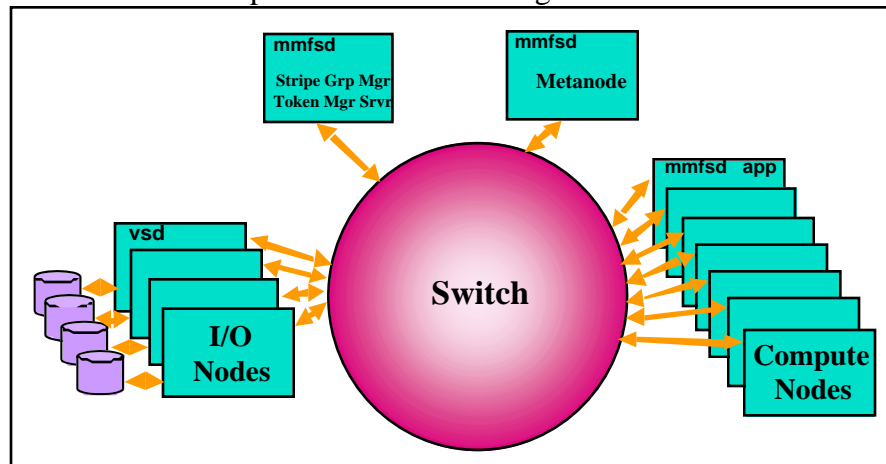 mmfsd
Stripe Grp Mgr
Token Mgr Srvr
mmfsd
Metanode
mmfsd app
vsd
Switch
I/O
Nodes
Compute
Nodes